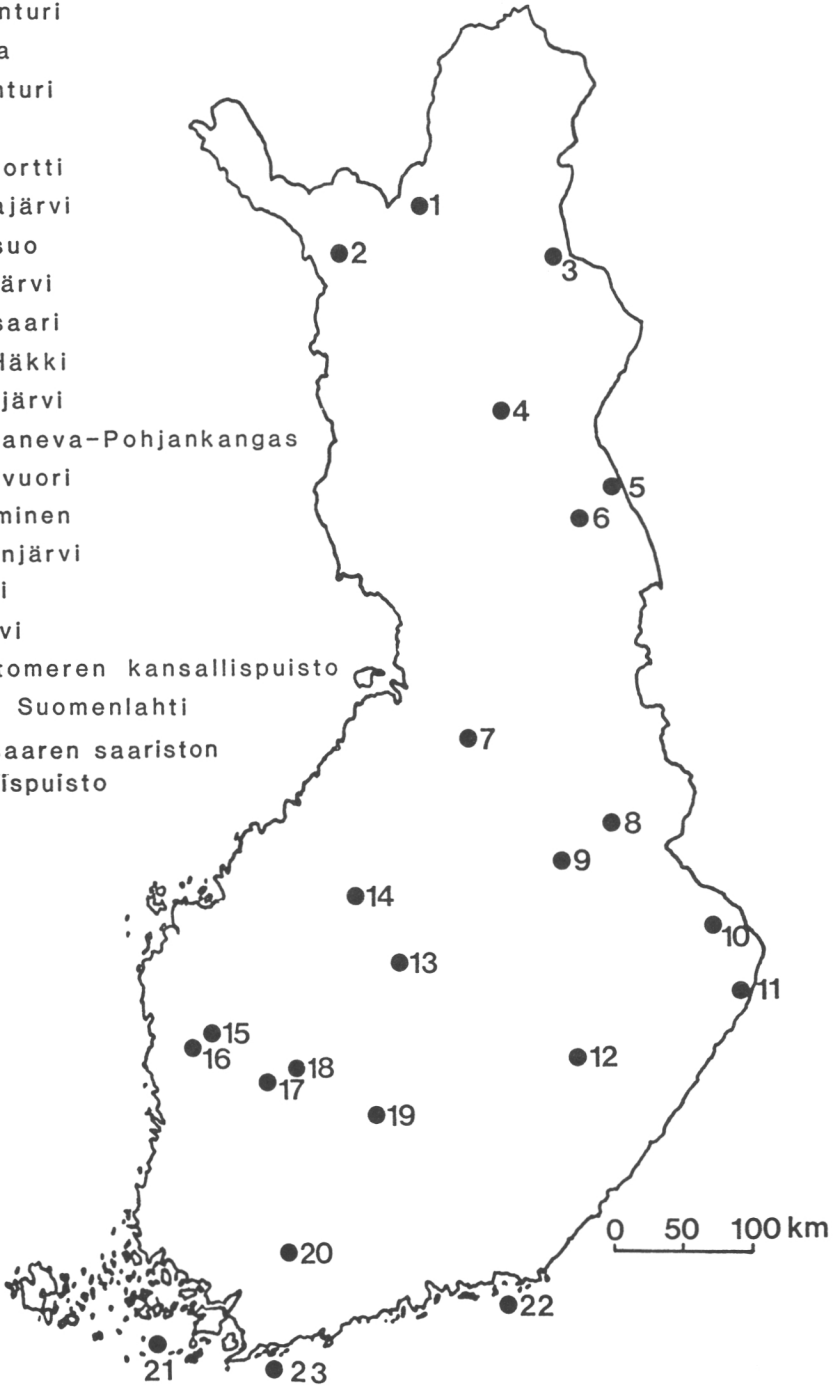 nturi
a
nturi
ortti
ajärvi
suo
ärvi
saari
Häkki
järvi
aneva-Pohjankangas
vuori
minen
njärvi
i
vi
tomeren kansallispuisto
Suomenlahti
saaren saariston
ispuisto
1
2
3
4
5
6
7
8
9
14
10
13
11
15
16
12
18
17
19
0 50 100 km
20
22
21
23